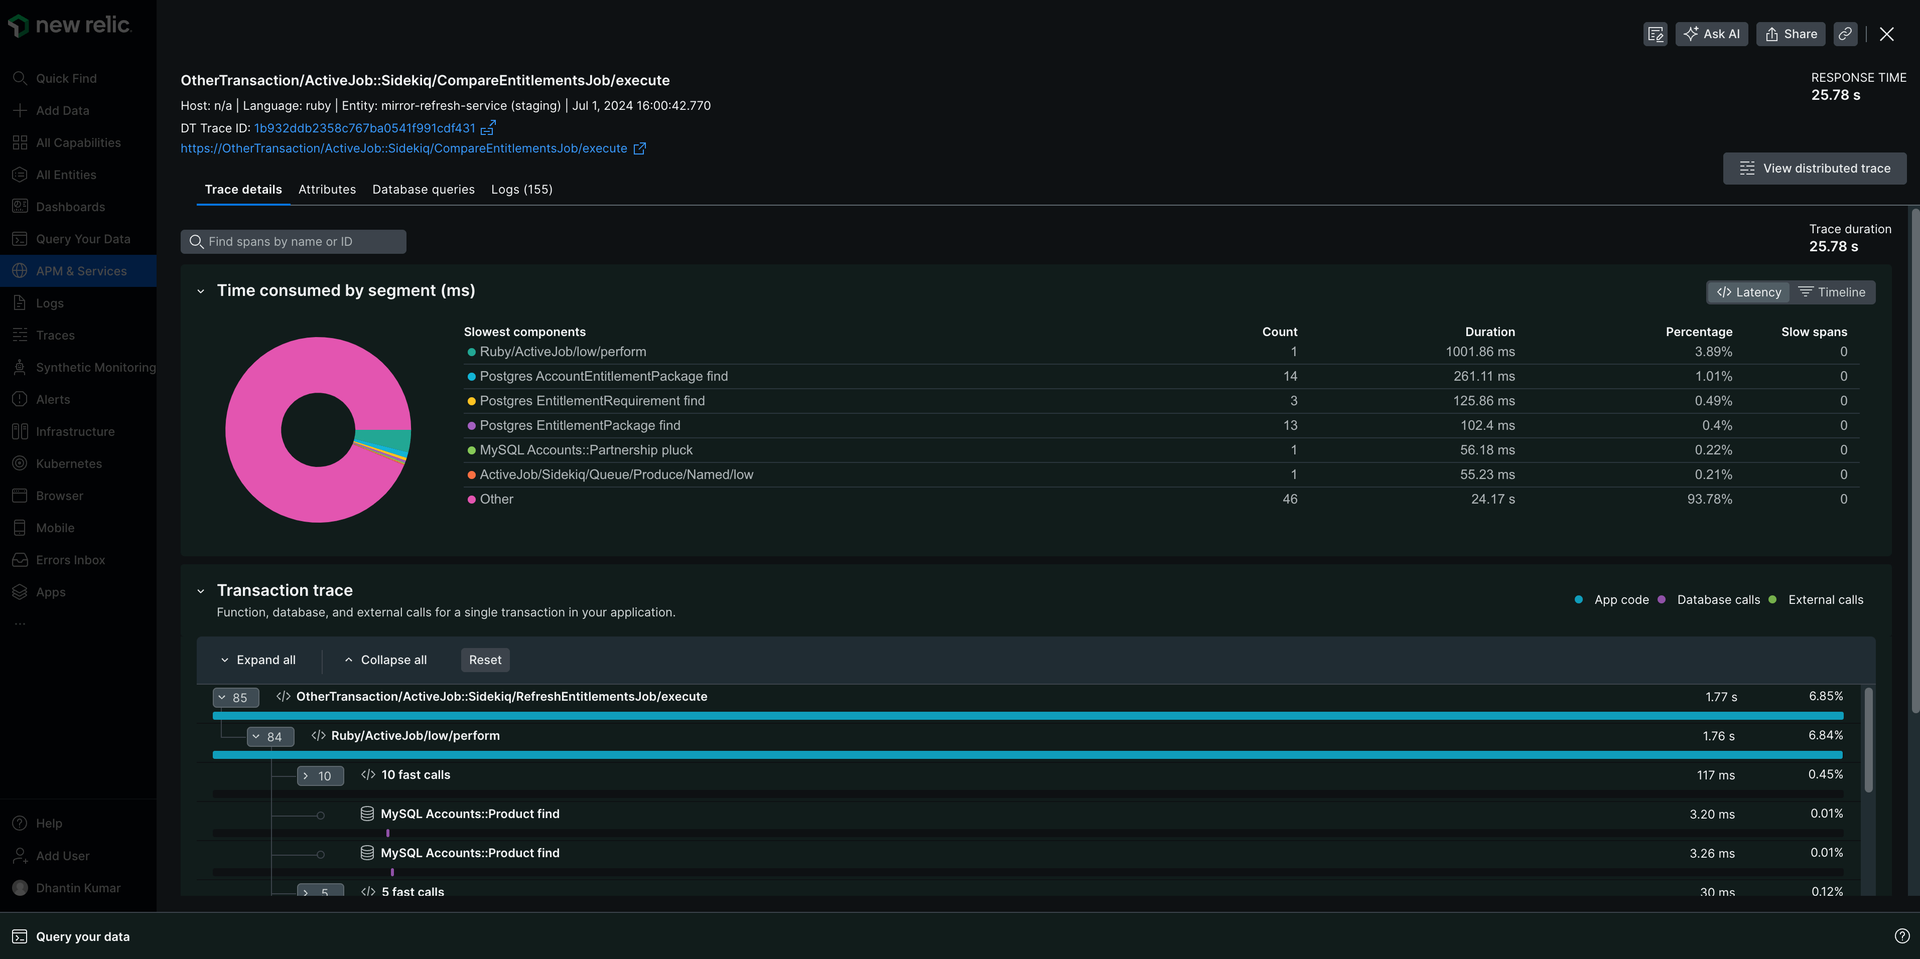 new relic.
Ask AI
Share
Quick Find
Add Data
All Capabilities
All Entities
Dashboards
Query Your Data
APM & Services
Logs
Traces
Synthetic Monitoring
Alerts
Infrastructure
Kubernetes
Browser
Mobile
Errors Inbox
Apps
...
Help
Add User
Dhantin Kumar
OtherTransaction/ActiveJob::Sidekiq/CompareEntitlementsJob/execute
RESPONSE TIME
25.78 s
Host: n/a | Language: ruby | Entity: mirror-refresh-service (staging) | Jul 1, 2024 16:00:42.770
DT Trace ID: 1b932ddb2358c767ba0541f991cdf431
https://OtherTransaction/ActiveJob::Sidekiq/CompareEntitlementsJob/execute
View distributed trace
Trace details Attributes Database queries Logs (155)
Find spans by name or ID
Trace duration
25.78 s
Time consumed by segment (ms)
Latency Timeline
Slowest components Count Duration Percentage Slow spans
Ruby/ActiveJob/low/perform 1 1001.86 ms 3.89% 0
Postgres AccountEntitlementPackage find 14 261.11 ms 1.01% 0
Postgres EntitlementRequirement find 3 125.86 ms 0.49% 0
Postgres EntitlementPackage find 13 102.4 ms 0.4% 0
MySQL Accounts::Partnership pluck 1 56.18 ms 0.22% 0
ActiveJob/Sidekiq/Queue/Produce/Named/low 1 55.23 ms 0.21% 0
Other 46 24.17 s 93.78% 0
Transaction trace
Function, database, and external calls for a single transaction in your application.
App code Database calls External calls
Expand all Collapse all Reset
85 </> OtherTransaction/ActiveJob::Sidekiq/RefreshEntitlementsJob/execute 1.77 s 6.85%
84 </> Ruby/ActiveJob/low/perform 1.76 s 6.84%
10 </> 10 fast calls 117 ms 0.45%
MySQL Accounts::Product find 3.20 ms 0.01%
MySQL Accounts::Product find 3.26 ms 0.01%
5 </> 5 fast calls 30 ms 0.12%
Query your data